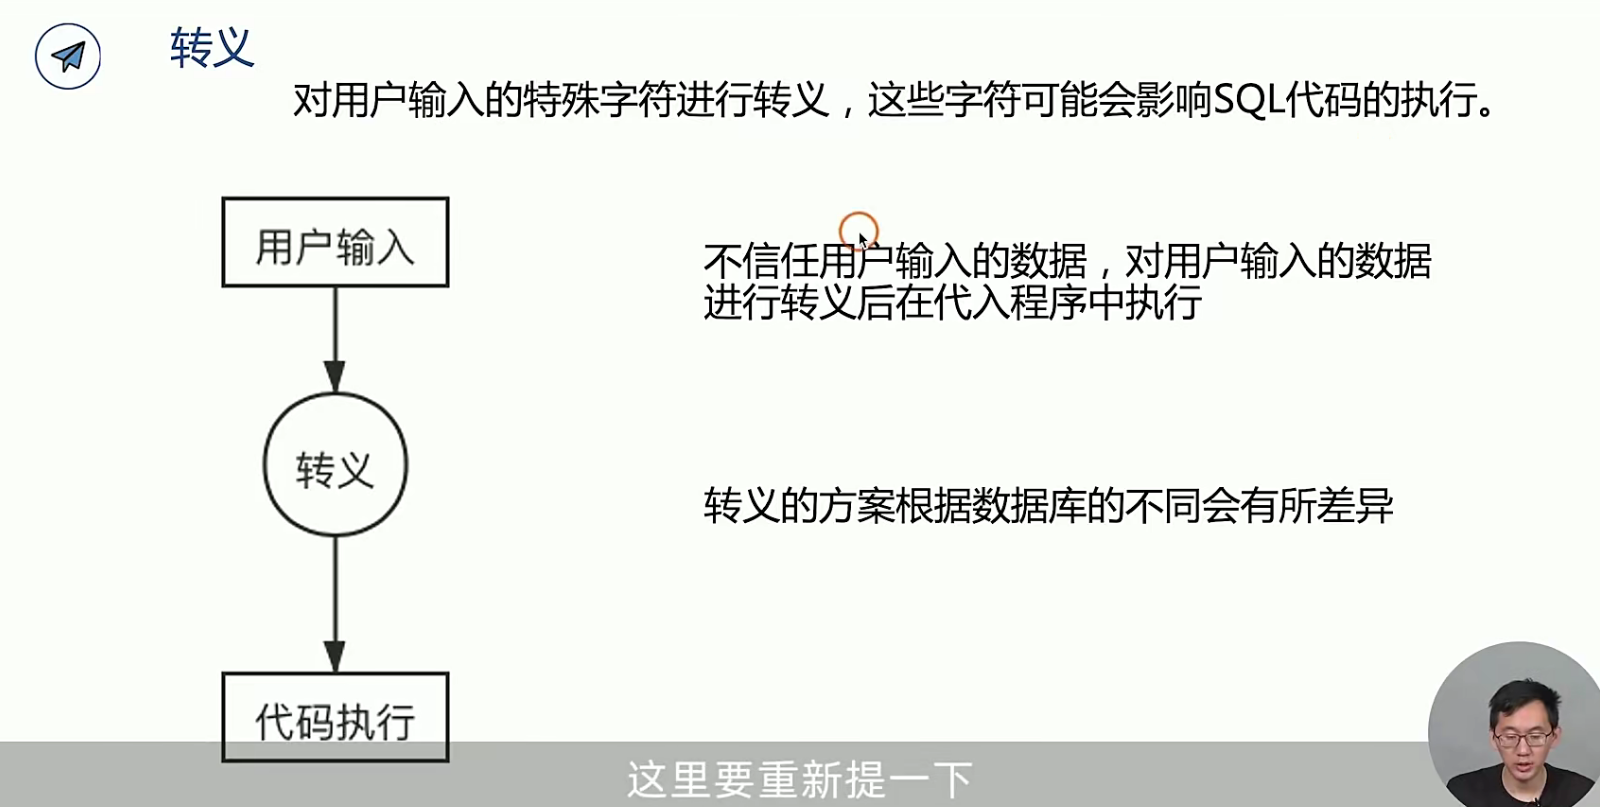 转义
对用户输入的特殊字符进行转义，这些字符可能会影响SQL代码的执行。
用户输入
不信任用户输入的数据，对用户输入的数据
进行转义后在代入程序中执行
转义
转义的方案根据数据库的不同会有所差异
代码执行
这里要重新提一下